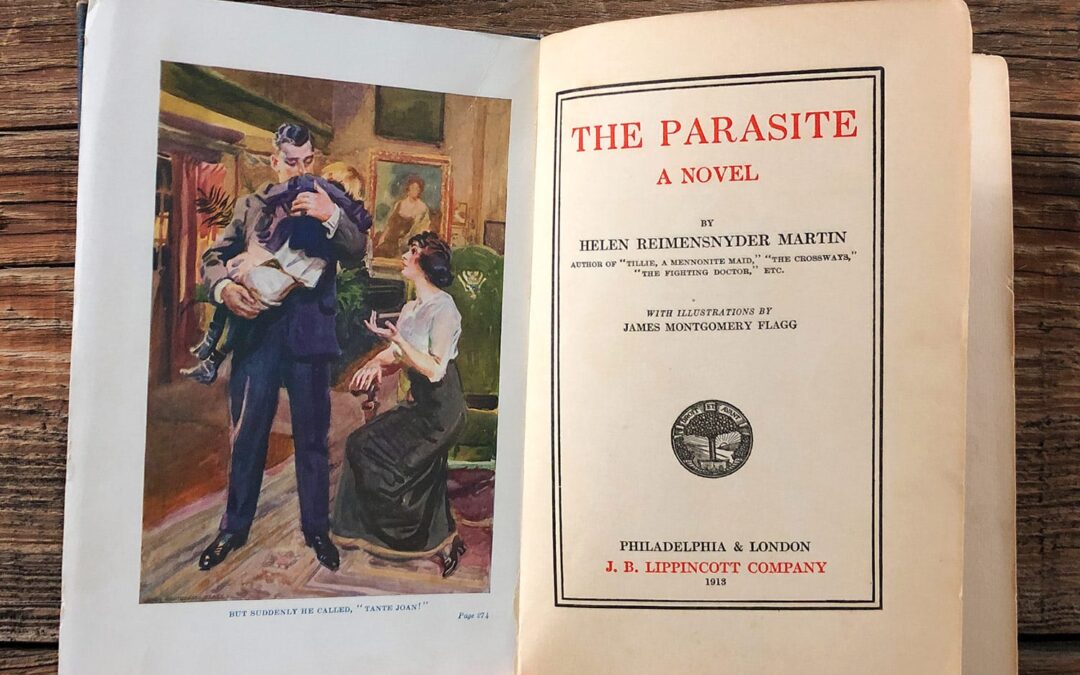 BUT SUDDENLY HE CALLED, "TANTE JOAN!"
Page 274
THE PARASITE
A NOVEL
BY
HELEN REIMENSNYDER MARTIN
AUTHOR OF "TILLIE, A MENNONITE MAID," "THE CROSSWAYS,"
"THE FIGHTING DOCTOR," ETC.
WITH ILLUSTRATIONS BY
JAMES MONTGOMERY FLAGG
PHILADELPHIA & LONDON
J. B. LIPPINCOTT COMPANY
1913